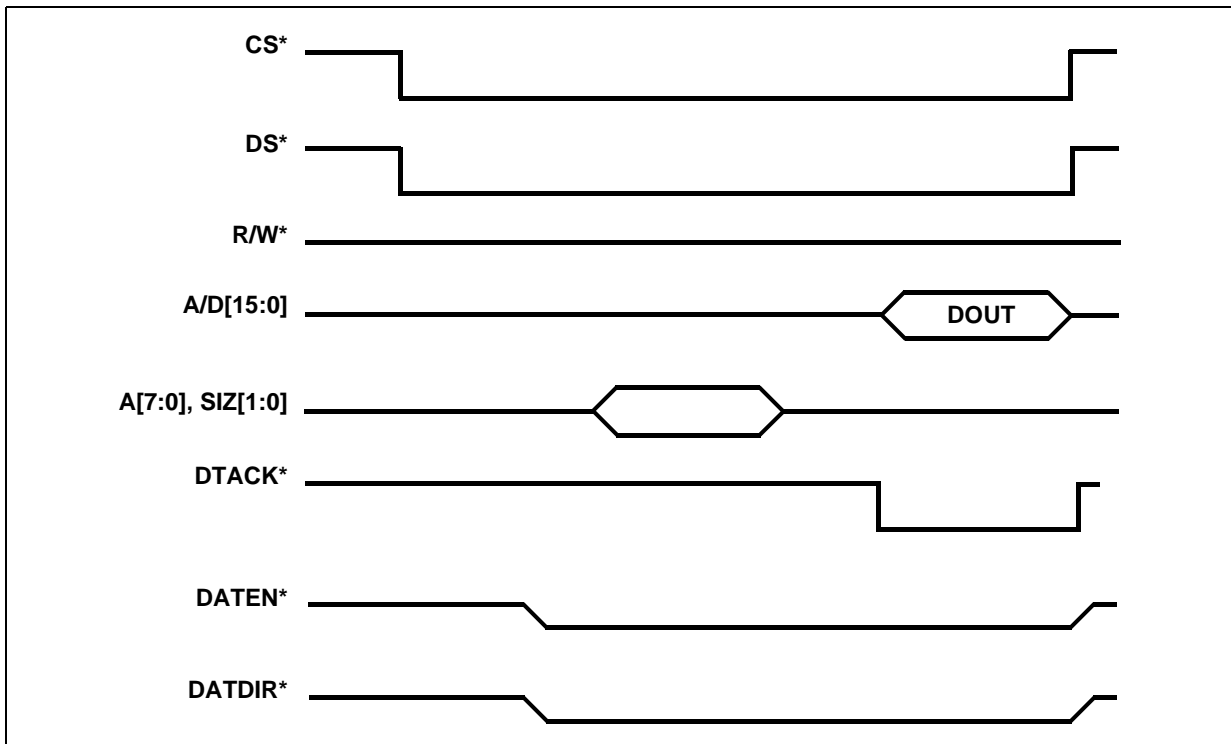 CS*
DS*
R/W*
A/D[15:0]
DOUT
A[7:0], SIZ[1:0]
DTACK*
DATEN*
DATDIR*